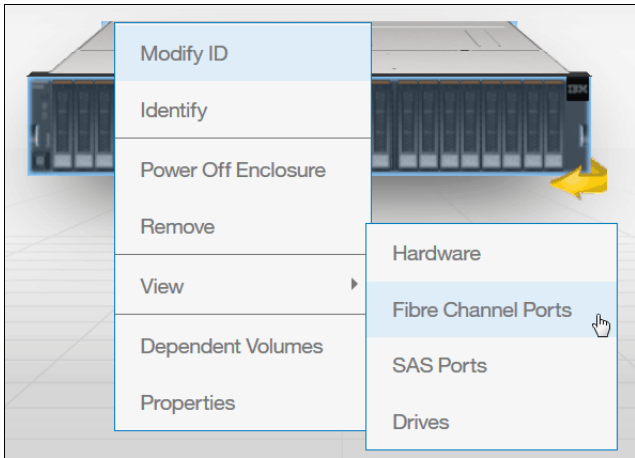 Modify ID
IBM
Identify
Power Off Enclosure
Remove
Hardware
View
Fibre Channel Ports
Dependent Volumes
SAS Ports
Properties
Drives